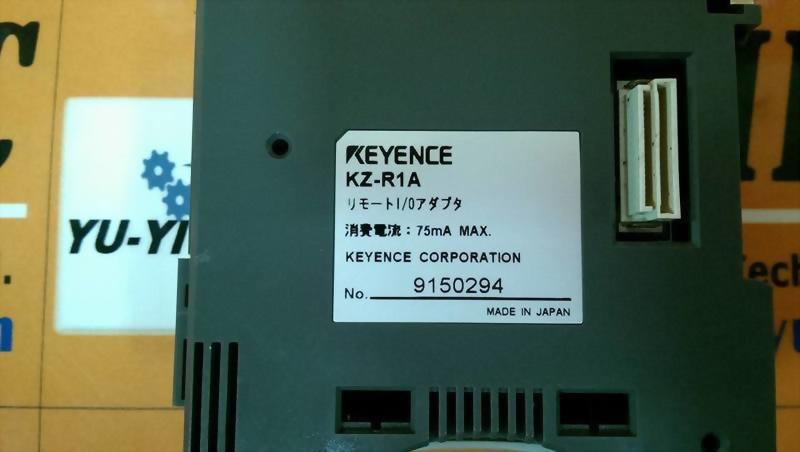 KEYENCE
KZ-R1A
リモートI/Oアダプタ
消費電流：75mA MAX.
KEYENCE CORPORATION
No. 9150294
MADE IN JAPAN
YU-YI